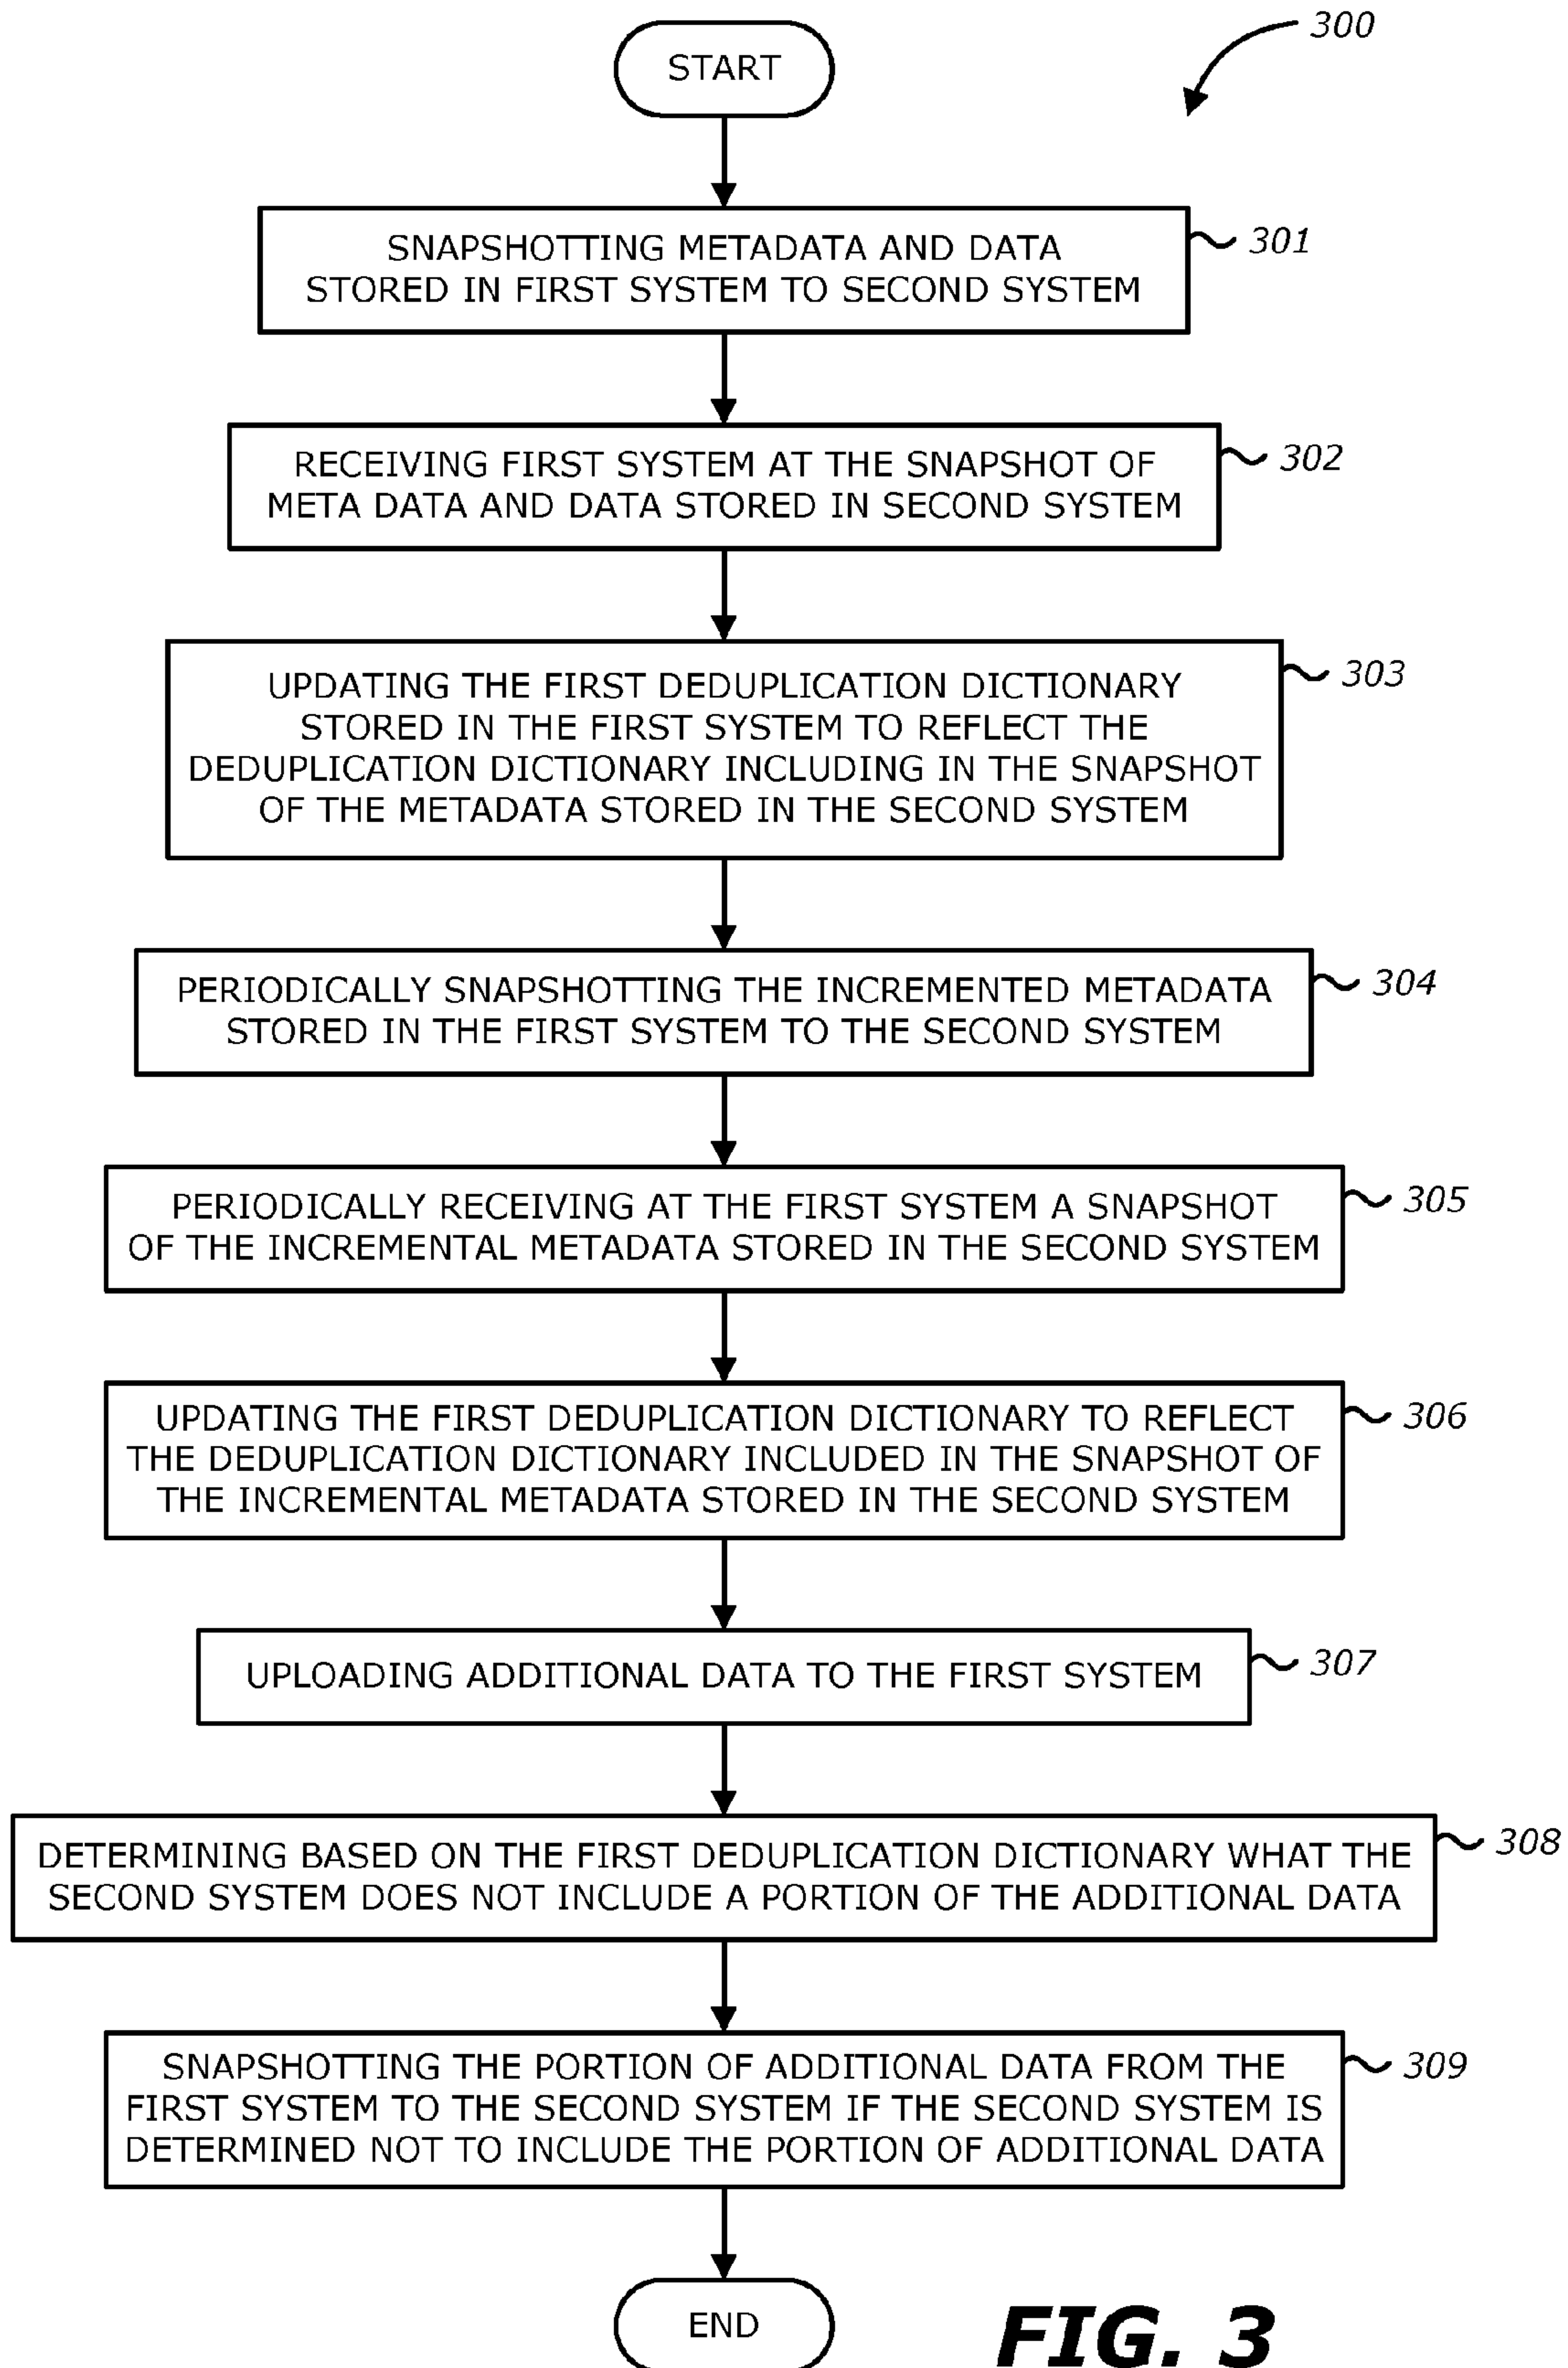 START
300
SNAPSHOTTING METADATA AND DATA
STORED IN FIRST SYSTEM TO SECOND SYSTEM
301
RECEIVING FIRST SYSTEM AT THE SNAPSHOT OF
META DATA AND DATA STORED IN SECOND SYSTEM
302
UPDATING THE FIRST DEDUPLICATION DICTIONARY
STORED IN THE FIRST SYSTEM TO REFLECT THE
DEDUPLICATION DICTIONARY INCLUDING IN THE SNAPSHOT
OF THE METADATA STORED IN THE SECOND SYSTEM
303
PERIODICALLY SNAPSHOTTING THE INCREMENTED METADATA
STORED IN THE FIRST SYSTEM TO THE SECOND SYSTEM
304
PERIODICALLY RECEIVING AT THE FIRST SYSTEM A SNAPSHOT
OF THE INCREMENTAL METADATA STORED IN THE SECOND SYSTEM
305
UPDATING THE FIRST DEDUPLICATION DICTIONARY TO REFLECT
THE DEDUPLICATION DICTIONARY INCLUDED IN THE SNAPSHOT OF
THE INCREMENTAL METADATA STORED IN THE SECOND SYSTEM
306
UPLOADING ADDITIONAL DATA TO THE FIRST SYSTEM
307
DETERMINING BASED ON THE FIRST DEDUPLICATION DICTIONARY WHAT THE
SECOND SYSTEM DOES NOT INCLUDE A PORTION OF THE ADDITIONAL DATA
308
SNAPSHOTTING THE PORTION OF ADDITIONAL DATA FROM THE
FIRST SYSTEM TO THE SECOND SYSTEM IF THE SECOND SYSTEM IS
DETERMINED NOT TO INCLUDE THE PORTION OF ADDITIONAL DATA
309
END
FIG. 3